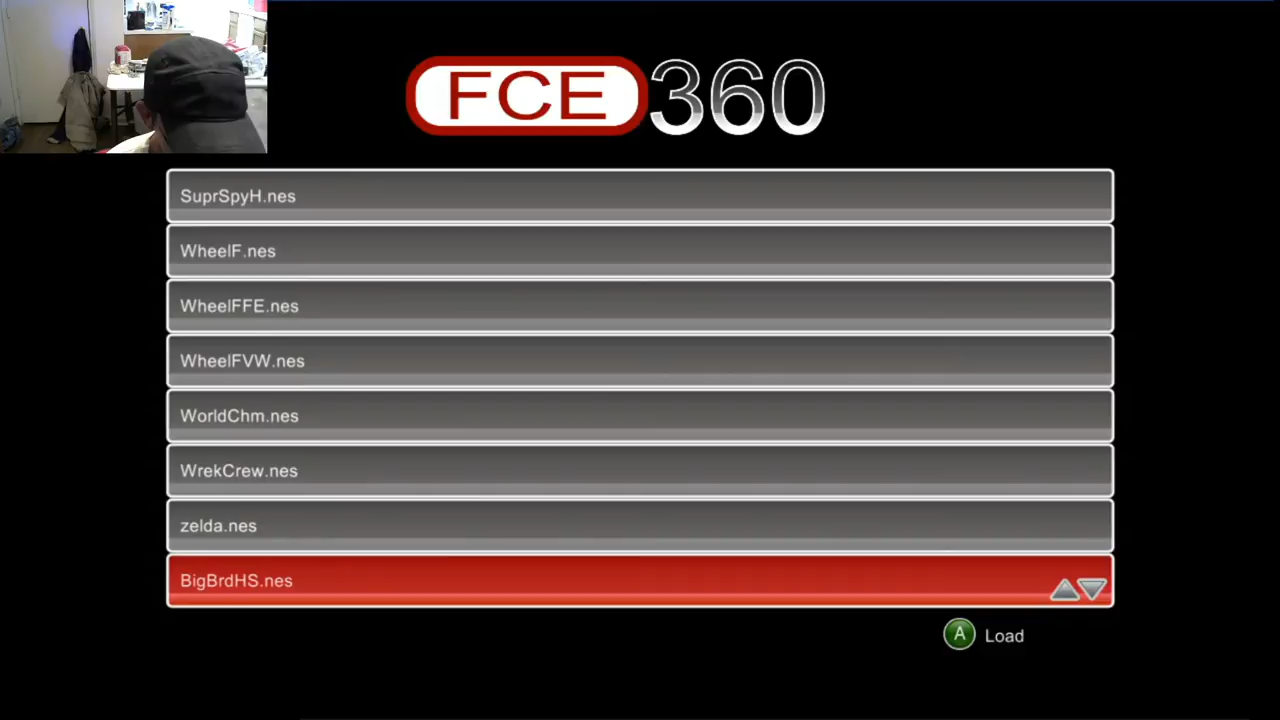 FCE 360
SuprSpyH.nes
WheelF.nes
WheelFFE.nes
WheelFVW.nes
WorldChm.nes
WrekCrew.nes
zelda.nes
BigBrdHS.nes
A Load